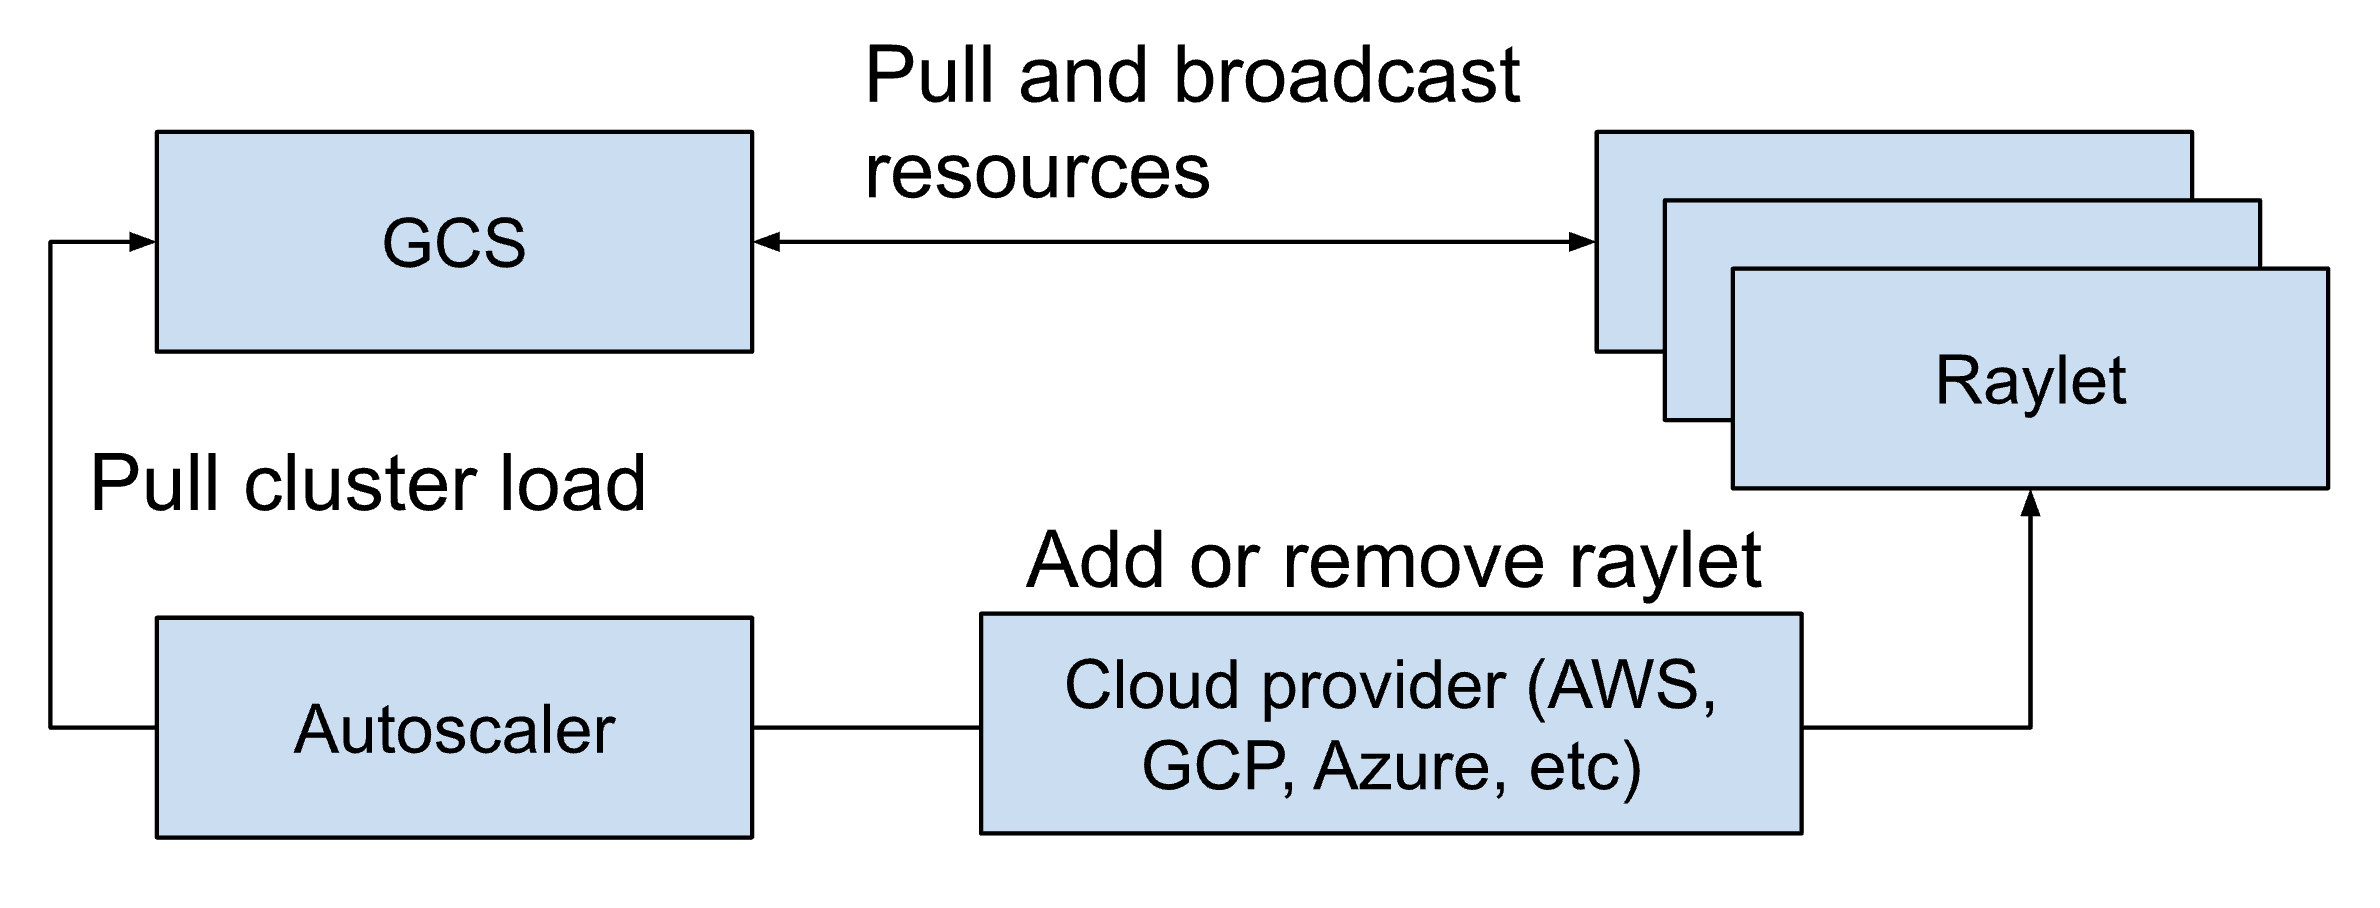 Pull and broadcast
resources
GCS
Raylet
Pull cluster load
Add or remove raylet
Autoscaler
Cloud provider (AWS,
GCP, Azure, etc)